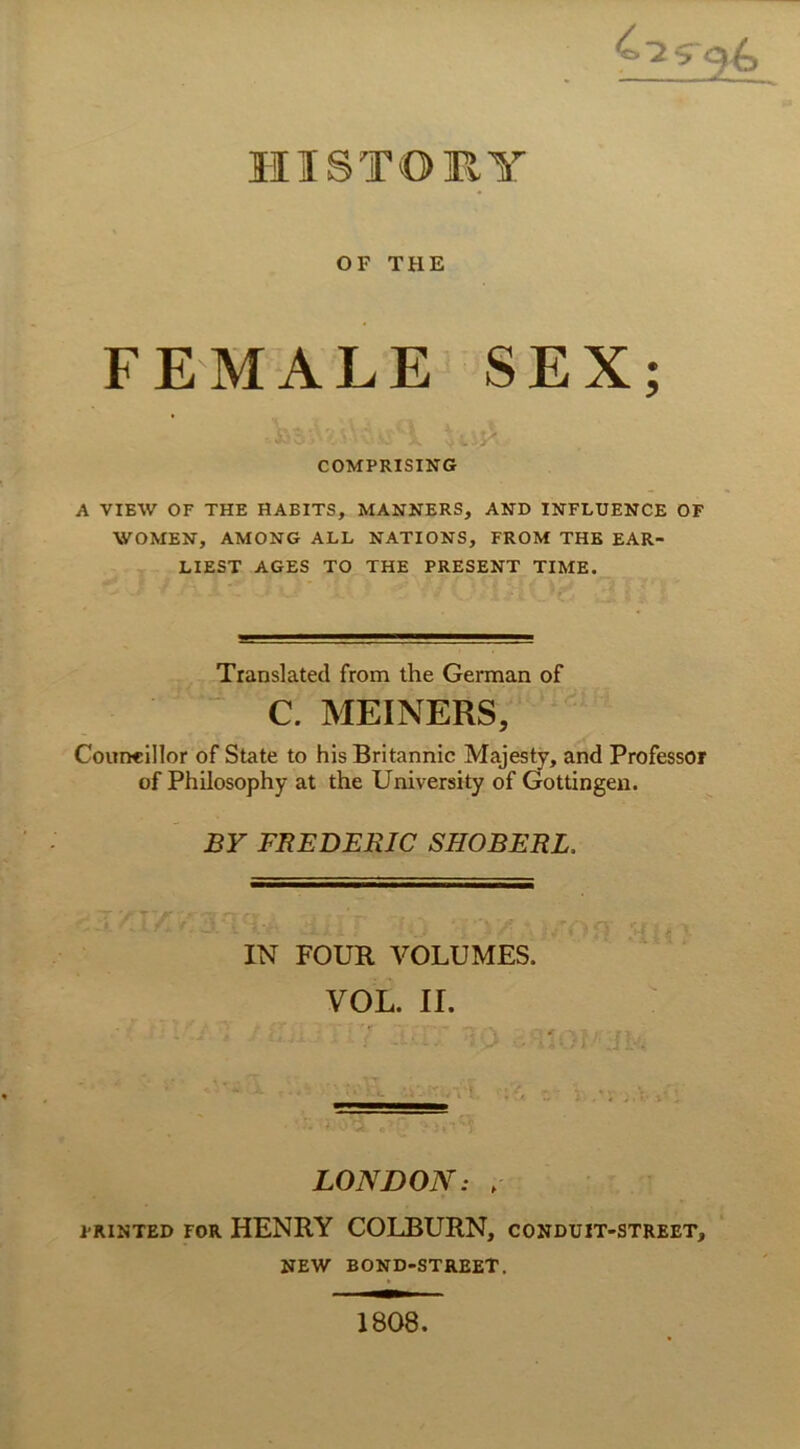 62596
HISTORY
OF THE
FEMALE SEX;
COMPRISING
A VIEW OF THE HABITS, MANNERS, AND INFLUENCE OF
WOMEN, AMONG ALL NATIONS, FROM THE EAR-
LIEST AGES TO THE PRESENT TIME.
Translated from the German of
C. MEINERS,
Councillor of State to his Britannic Majesty, and Professor
of Philosophy at the University of Gottingen.
BY FREDERIC SHOBERL.
IN FOUR VOLUMES.
VOL. II.
LONDON:
PRINTED FOR HENRY COLBURN, CONDUIT-STREET,
NEW BOND-STREET.
1808.